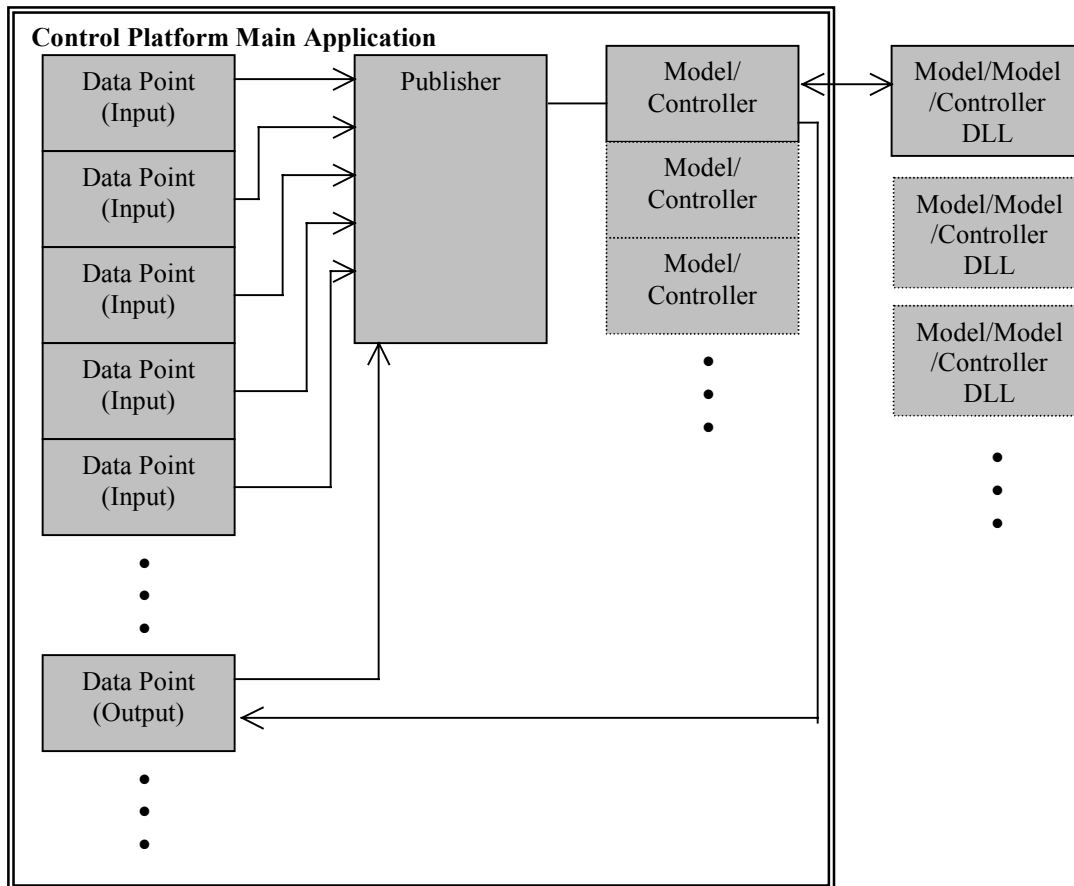 Control Platform Main Application
Data Point
(Input)
Data Point
(Input)
Data Point
(Input)
Data Point
(Input)
Data Point
(Input)
Data Point
(Output)
Publisher
Model/
Controller
Model/
Controller
Model/
Controller
Model/Model
/Controller
DLL
Model/Model
/Controller
DLL
Model/Model
/Controller
DLL